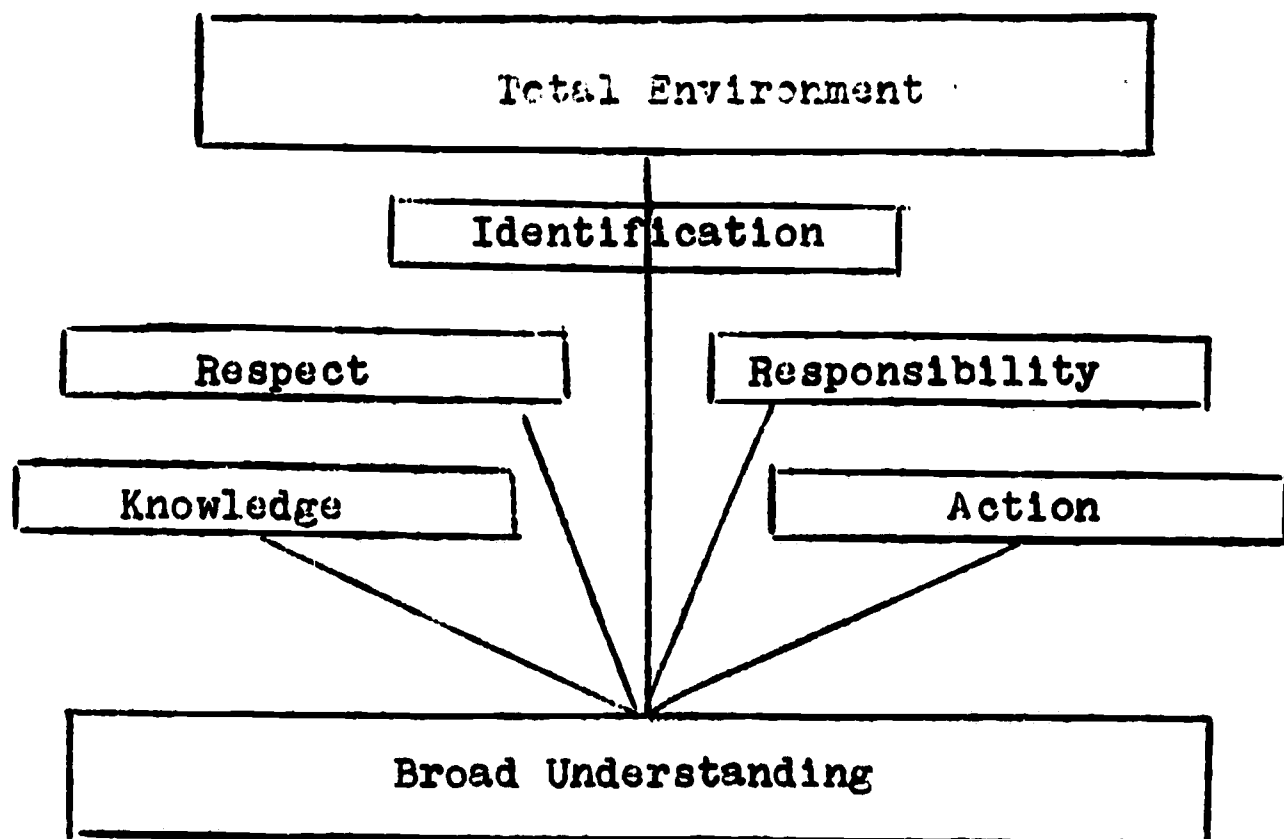 Total Environment
Identification
Respect
Responsibility
Knowledge
Action
Broad Understanding